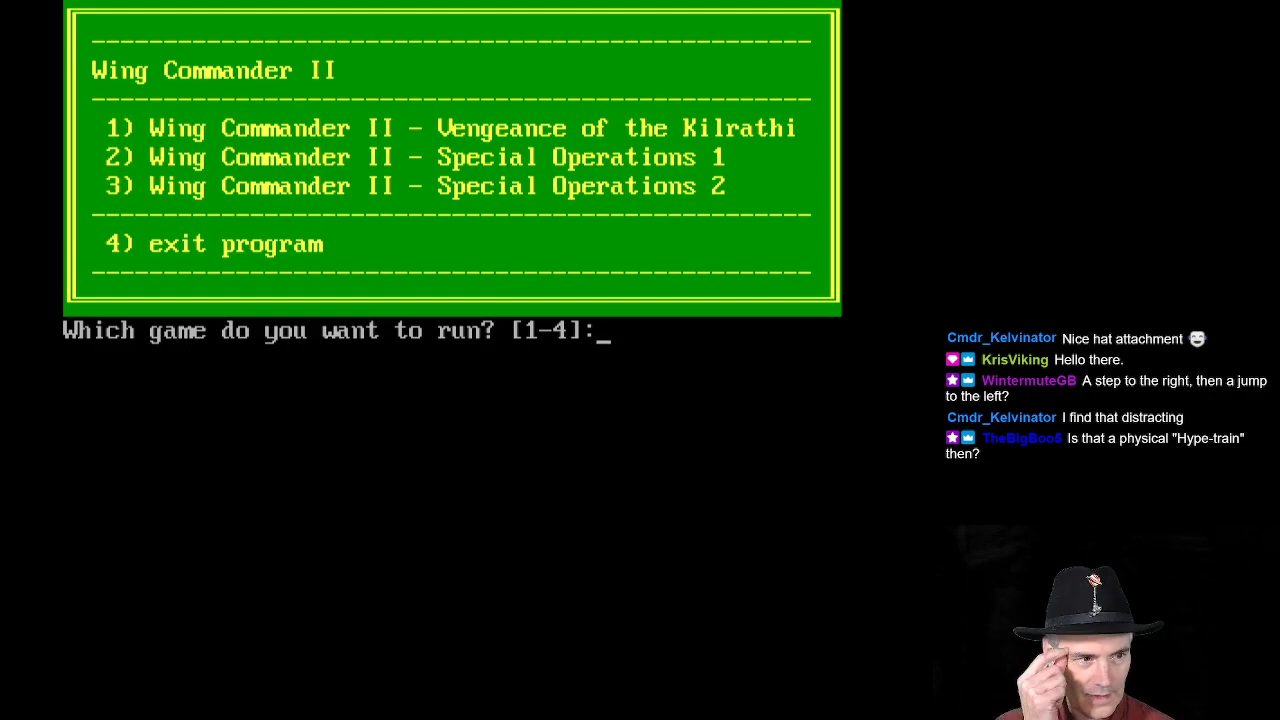 Wing Commander II
1) Wing Commander II - Vengeance of the Kilrathi
2) Wing Commander II - Special Operations 1
3) Wing Commander II - Special Operations 2
4) exit program
Which game do you want to run? [1-4]:_
Cmdr_Kelvinator Nice hat attachment
KrisViking Hello there.
WintermuteGB A step to the right, then a jump
to the left?
Cmdr_Kelvinator I find that distracting
TheBigBoo5 Is that a physical "Hype-train"
then?